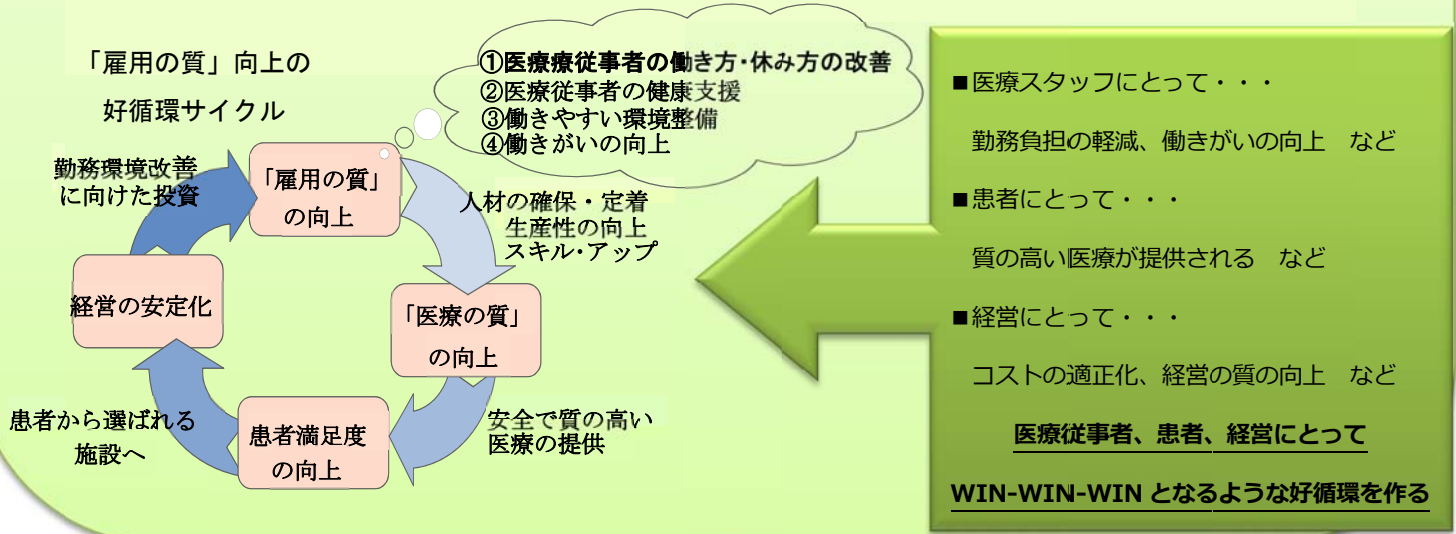 「雇用の質」向上の
好循環サイクル
①医療療従事者の働き方・休み方の改善
②医療従事者の健康支援
③働きやすい環境整備
④働きがいの向上
勤務環境改善
に向けた投資
「雇用の質」
の向上
人材の確保・定着
生産性の向上
スキル・アップ
経営の安定化
「医療の質」
の向上
患者から選ばれる
施設へ
患者満足度
の向上
安全で質の高い
医療の提供
■医療スタッフにとって・・・
勤務負担の軽減、働きがいの向上　など
■患者にとって・・・
質の高い医療が提供される　など
■経営にとって・・・
コストの適正化、経営の質の向上　など
医療従事者、患者、経営にとって
WIN-WIN-WIN となるような好循環を作る